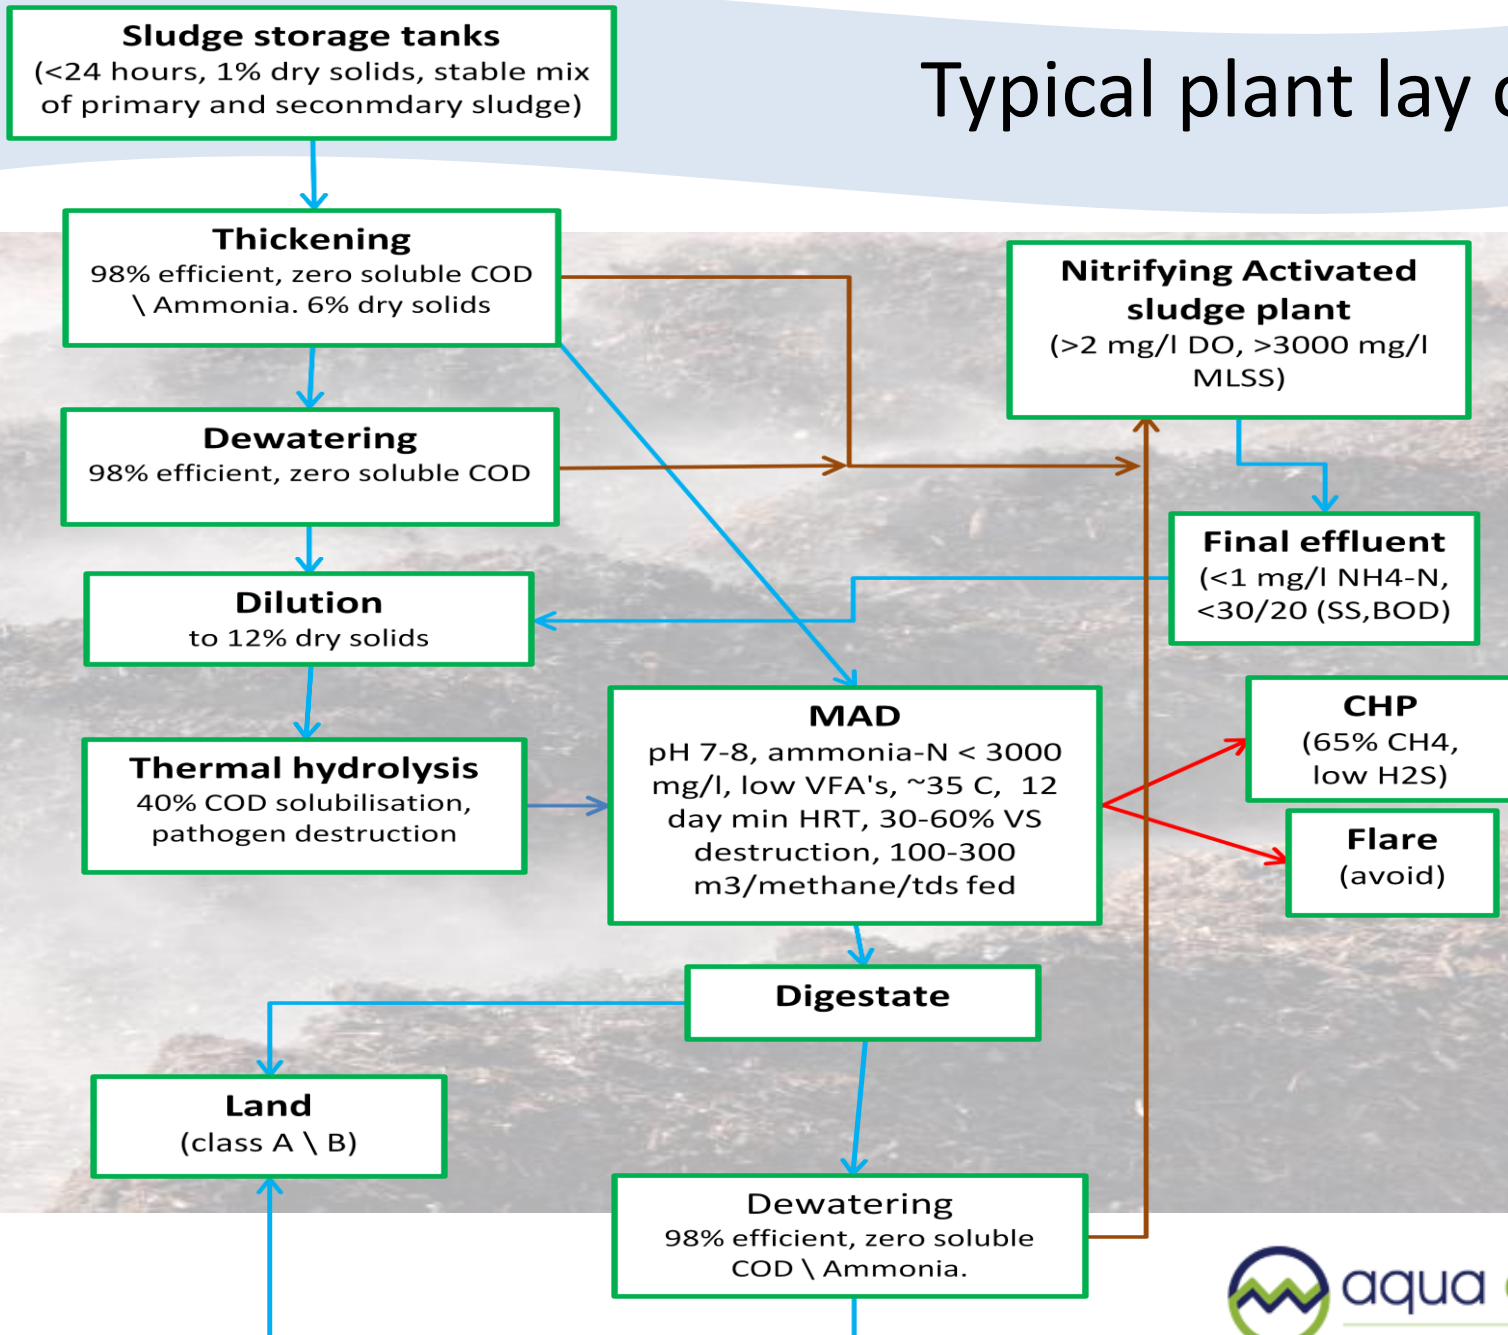 Sludge storage tanks
(<24 hours, 1% dry solids, stable mix
of primary and seconmdary sludge)
Typical plant lay
Thickening
98% efficient, zero soluble COD
\ Ammonia. 6% dry solids
Nitrifying Activated
sludge plant
(>2 mg/l DO, >3000 mg/l
MLSS)
Dewatering
98% efficient, zero soluble COD
Final effluent
(<1 mg/l NH4-N,
<30/20 (SS,BOD)
Dilution
to 12% dry solids
MAD
pH 7-8, ammonia-N < 3000
mg/l, low VFA's, ~35 C, 12
day min HRT, 30-60% VS
destruction, 100-300
m3/methane/tds fed
CHP
(65% CH4,
low H2S)
Thermal hydrolysis
40% COD solubilisation,
pathogen destruction
Flare
(avoid)
Digestate
Land
(class A \ B)
Dewatering
98% efficient, zero soluble
COD \ Ammonia.
aqua